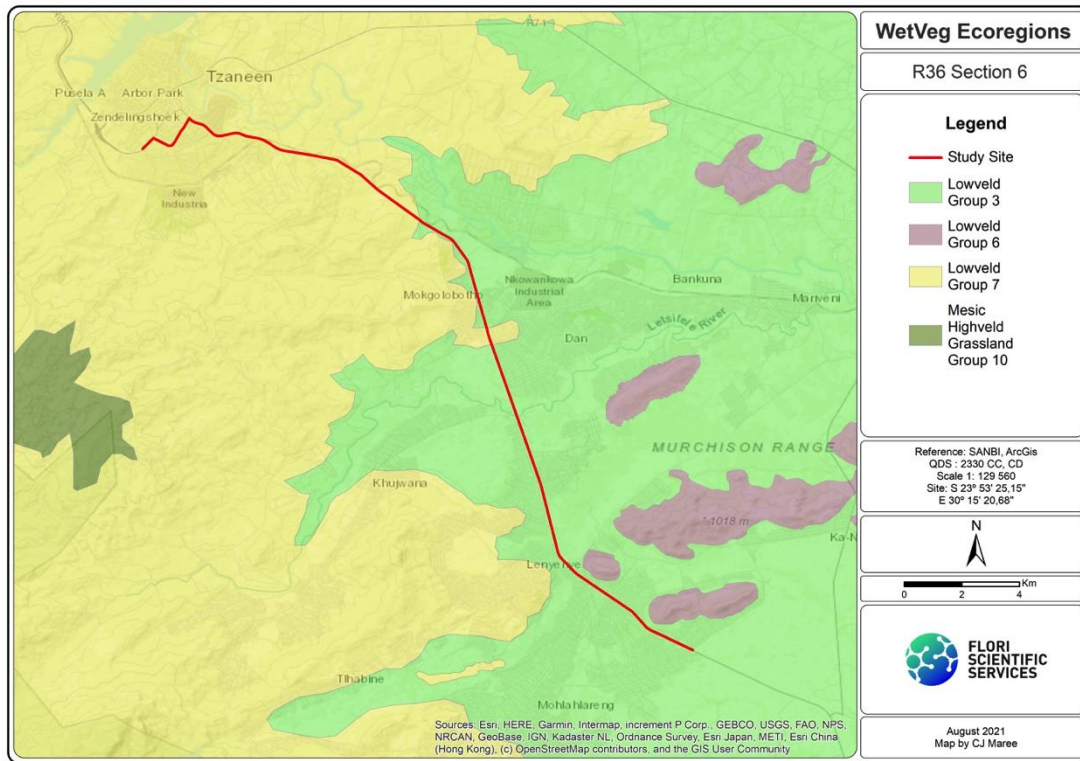 WetVeg Ecoregions
R36 Section 6
Legend
Study Site
Lowveld
Group 3
Lowveld
Group 6
Lowveld
Group 7
Mesic
Highveld
Grassland
Group 10
Reference: SANBI, ArcGis
QDS : 2330 CC, CD
Scale 1: 129 560
Site: S 23º 53' 25,15"
E 30º 15' 20,68"
N
Km
0 2 4
FLORI
SCIENTIFIC
SERVICES
August 2021
Map by CJ Maree
R71
Tzaneen
Pusela A Arbor Park
Zendelingshoek
New
Industria
Nkowankowa
Industrial
Area
Bankuna
Mariveni
Mokgolobotho
Letsitele River
Dan
MURCHISON RANGE
Khujwana
1018 m
Ka-N
Lenyenye
Tlhabine
Mohlahlareng
Sources: Esri, HERE, Garmin, Intermap, increment P Corp., GEBCO, USGS, FAO, NPS,
NRCAN, GeoBase, IGN, Kadaster NL, Ordnance Survey, Esri Japan, METI, Esri China
(Hong Kong), (c) OpenStreetMap contributors, and the GIS User Community